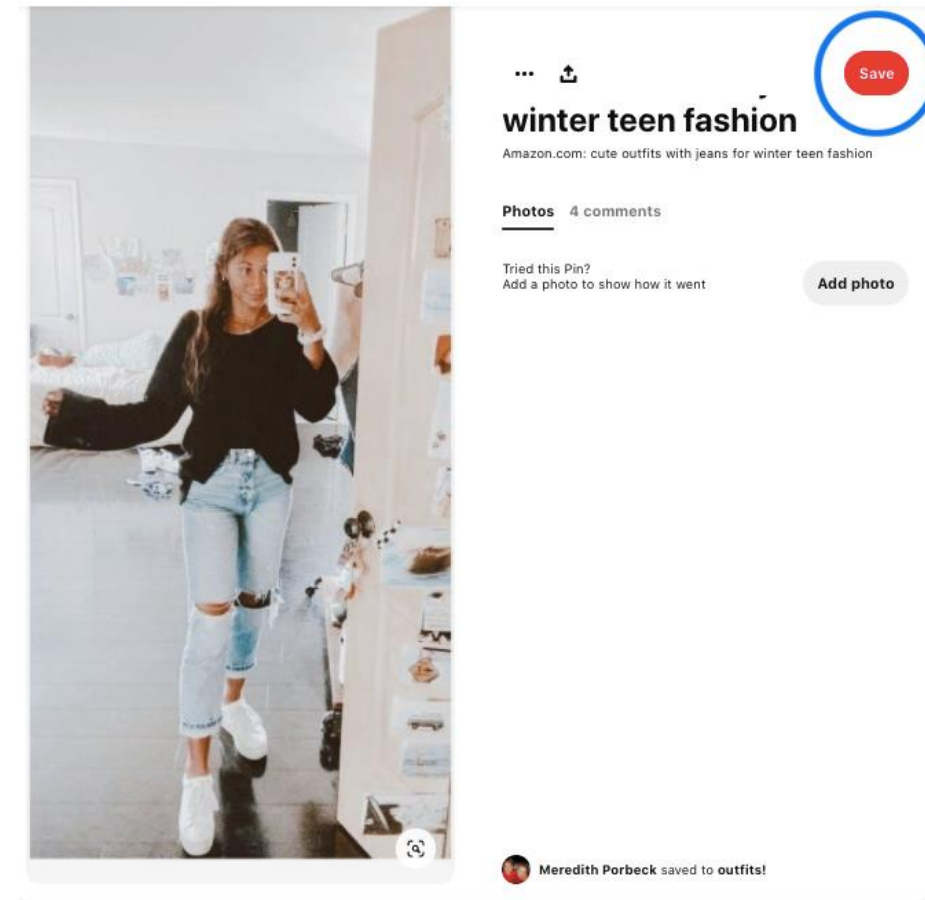 Save
winter teen fashion
Amazon.com: cute outfits with jeans for winter teen fashion
Photos 4 comments
Tried this Pin?
Add a photo to show how it went
Add photo
Meredith Porbeck saved to outfits!